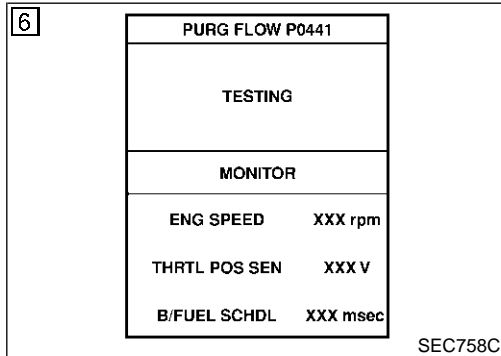 6
PURG FLOW P0441
TESTING
MONITOR
ENG SPEED XXX rpm
THRTL POS SEN XXX V
B/FUEL SCHDL XXX msec
SEC758C